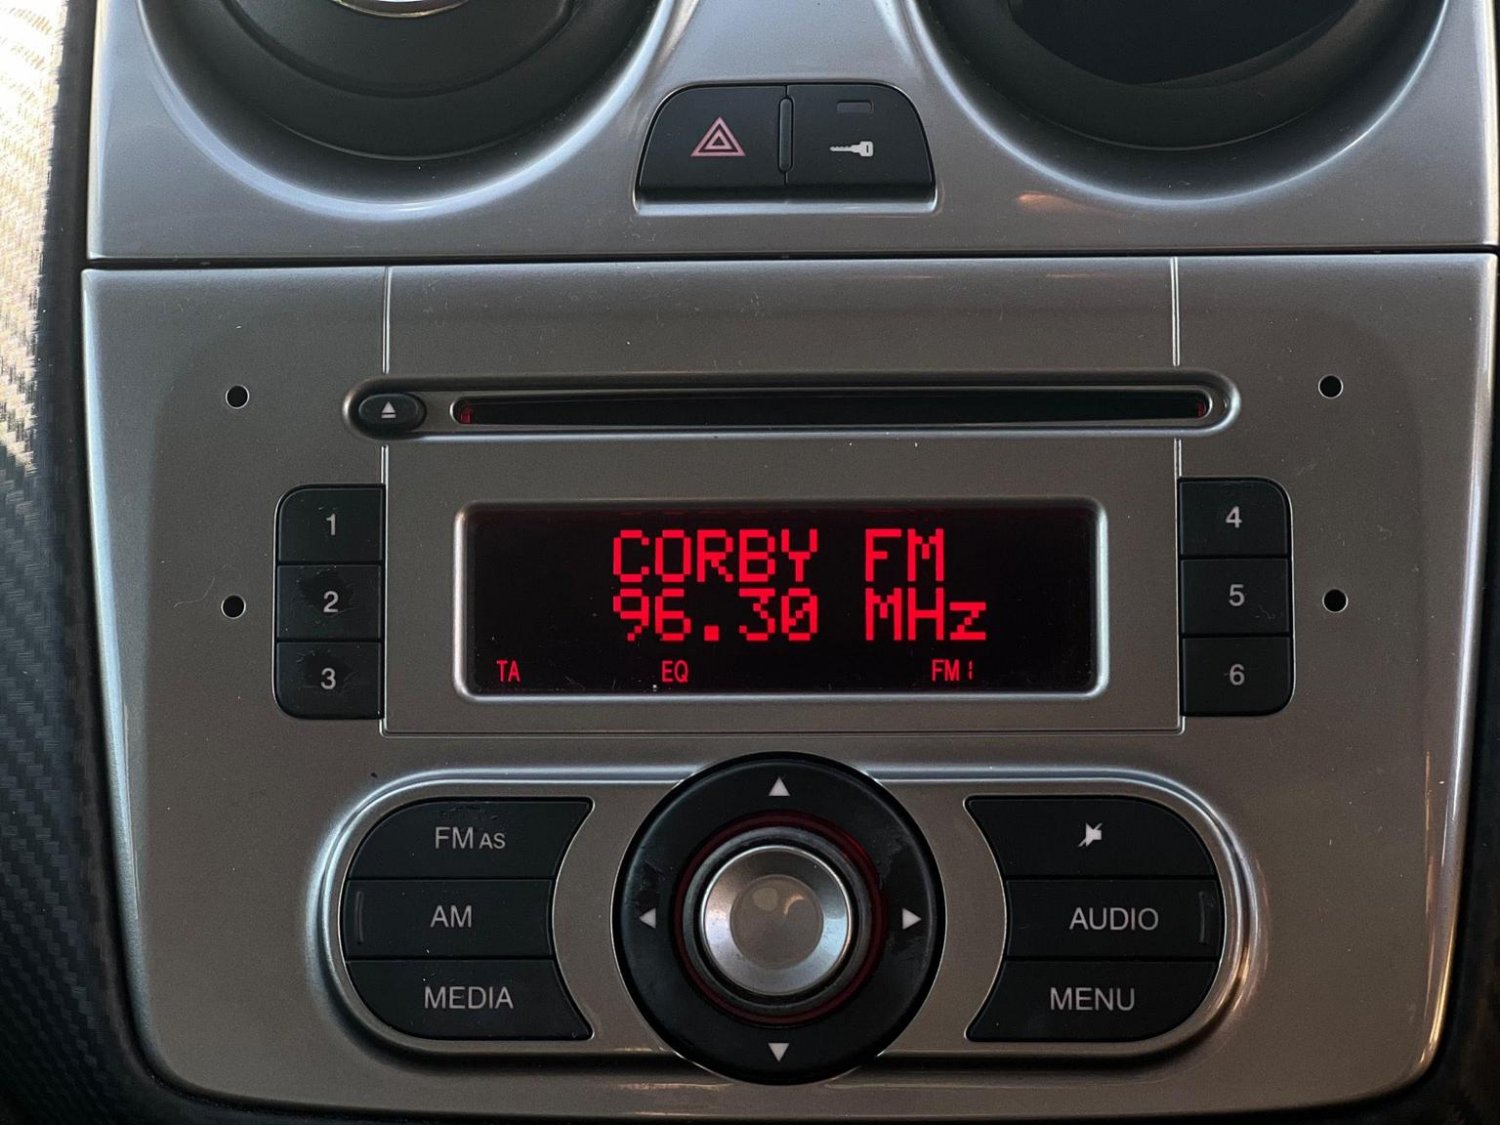 1
2
3
CORBY FM
96.30 MHz
TA EQ FM1
4
5
6
FM AS
AM
MEDIA
AUDIO
MENU